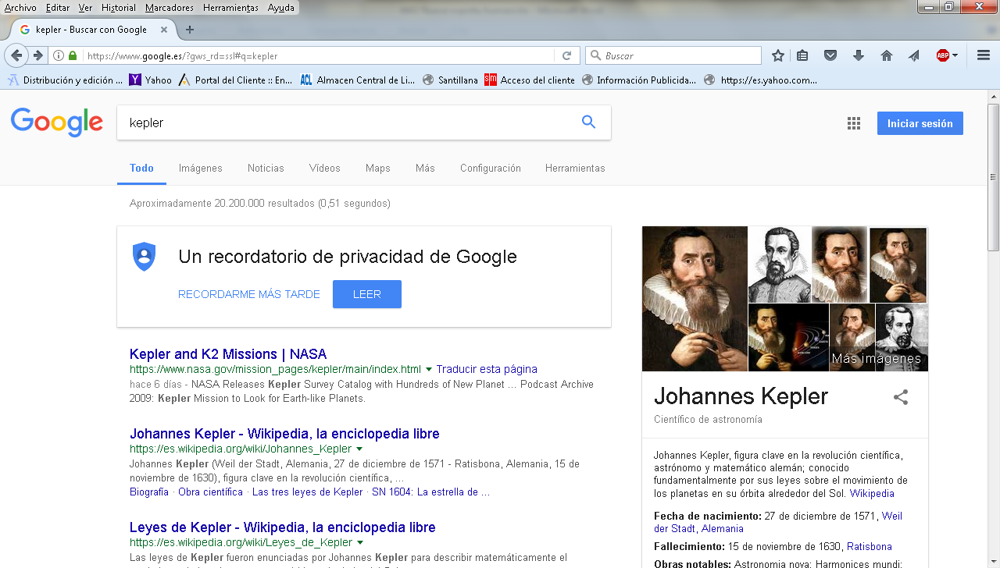 Archivo Editar Ver Historial Marcadores Herramientas Ayuda
kepler - Buscar con Google
https://www.google.es/?gws_rd=ssl#q=kepler
Buscar
ABP
Distribución y edición ... Yahoo Portal del Cliente :: En... ACL Almacen Central de Li... Santillana sm Acceso del cliente Información Publicida... https://es.yahoo.com...
Google
kepler
Iniciar sesión
Todo Imágenes Noticias Vídeos Maps Más Configuración Herramientas
Aproximadamente 20.200.000 resultados (0,51 segundos)
Un recordatorio de privacidad de Google
RECORDARME MÁS TARDE LEER
Kepler and K2 Missions | NASA
https://www.nasa.gov/mission_pages/kepler/main/index.html Traducir esta página
hace 6 días - NASA Releases Kepler Survey Catalog with Hundreds of New Planet ... Podcast Archive
2009: Kepler Mission to Look for Earth-like Planets.
Johannes Kepler - Wikipedia, la enciclopedia libre
https://es.wikipedia.org/wiki/Johannes_Kepler
Johannes Kepler (Weil der Stadt, Alemania, 27 de diciembre de 1571 - Ratisbona, Alemania, 15 de
noviembre de 1630), figura clave en la revolución científica, ...
Biografía · Obra científica · Las tres leyes de Kepler · SN 1604: La estrella de ...
Leyes de Kepler - Wikipedia, la enciclopedia libre
https://es.wikipedia.org/wiki/Leyes_de_Kepler
Las leyes de Kepler fueron enunciadas por Johannes Kepler para describir matemáticamente el
Más imágenes
Johannes Kepler
Científico de astronomía
Johannes Kepler, figura clave en la revolución científica,
astrónomo y matemático alemán; conocido
fundamentalmente por sus leyes sobre el movimiento de
los planetas en su órbita alrededor del Sol. Wikipedia
Fecha de nacimiento: 27 de diciembre de 1571, Weil
der Stadt, Alemania
Fallecimiento: 15 de noviembre de 1630, Ratisbona
Obras notables: Astronomia nova; Harmonices mundi;